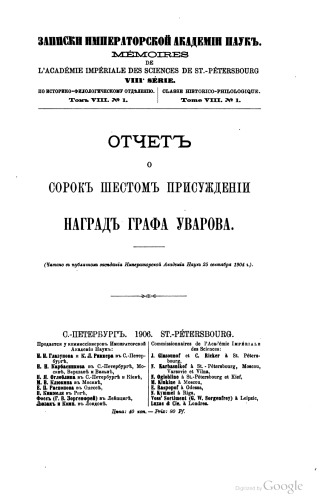 ЗАПИСКИ ИМПЕРАТОРСКОЙ АКАДЕМІИ НАУКЪ.
MÉMOIRES
DE
L'ACADÉMIE IMPÉRIALE DES SCIENCES DE ST.-PÉTERSBOURG
VIIIᵉ SÉRIE.
ПО ИСТОРИКО-ФИЛОЛОГИЧЕСКОМУ ОТДѢЛЕНІЮ. CLASSE HISTORICO-PHILOLOGIQUE.
Томъ VIII. № 1. Tome VIII. № 1.
ОТЧЕТЪ
О
СОРОКЪ ШЕСТОМЪ ПРИСУЖДЕНІИ
НАГРАДЪ ГРАФА УВАРОВА.
(Читано въ публичномъ засѣданіи Императорской Академіи Наукъ 25 сентября 1904 г.).
С.-ПЕТЕРБУРГЪ. 1906. ST.-PÉTERSBOURG.
Продается у коммиссіонеровъ Императорской Академіи Наукъ:
И. И. Глазунова и К. Л. Риккера въ С.-Петербургѣ,
Н. П. Карбасникова въ С.-Петербургѣ, Москвѣ, Варшавѣ и Вильнѣ,
Н. Я. Оглоблина въ С.-Петербургѣ и Кіевѣ,
М. В. Клюкина въ Москвѣ,
Е. П. Распопова въ Одессѣ,
Н. Киммеля въ Ригѣ,
Фоссъ (Г. В. Зоргенфрей) въ Лейпцигѣ,
Люзакъ и Комп. въ Лондонѣ.
Commissionnaires de l'Académie IMPÉRIALE des Sciences:
J. Glasounof et C. Ricker à St.-Pétersbourg,
N. Karbasnikof à St.-Pétersbourg, Moscou, Varsovie et Vilna,
N. Oglobline à St.-Pétersbourg et Kief,
M. Klukine à Moscou,
E. Raspopof à Odessa,
N. Kymmel à Riga,
Voss' Sortiment (G. W. Sorgenfrey) à Leipsic,
Luzac & Cie. à Londres.
Цѣна: 40 коп. — Prix: 90 Pf.
Digitized by Google